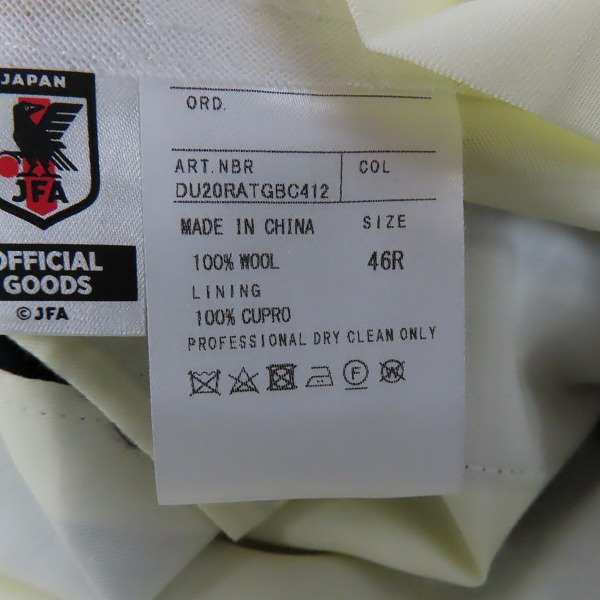 JAPAN
JFA
OFFICIAL
GOODS
©JFA
ORD.
ART.NBR COL
DU20RATGBC412
MADE IN CHINA SIZE
100% WOOL 46R
LINING
100% CUPRO
PROFESSIONAL DRY CLEAN ONLY
F W